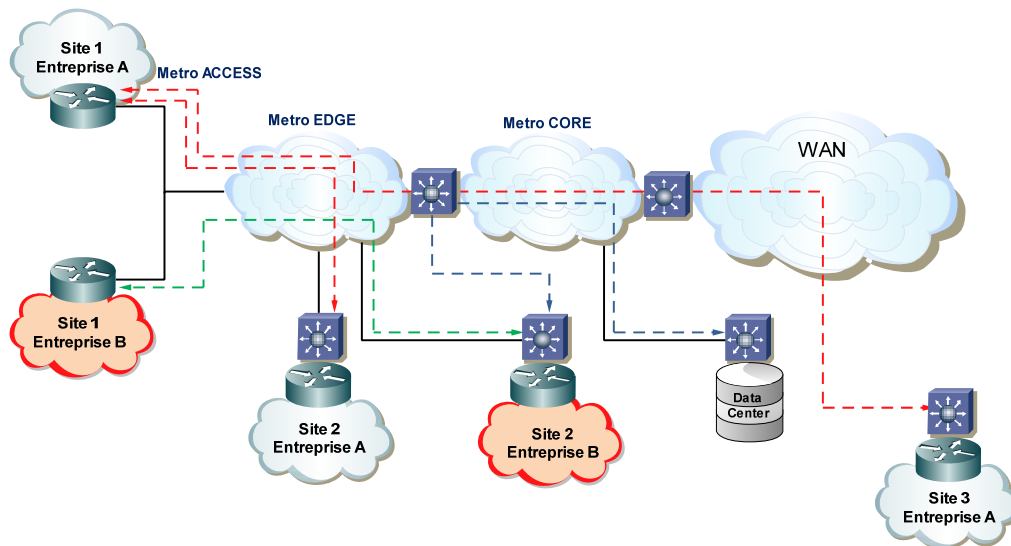 Site 1
Entreprise A
Metro ACCESS
Metro EDGE
Metro CORE
WAN
Site 1
Entreprise B
Site 2
Entreprise A
Site 2
Entreprise B
Data
Center
Site 3
Entreprise A